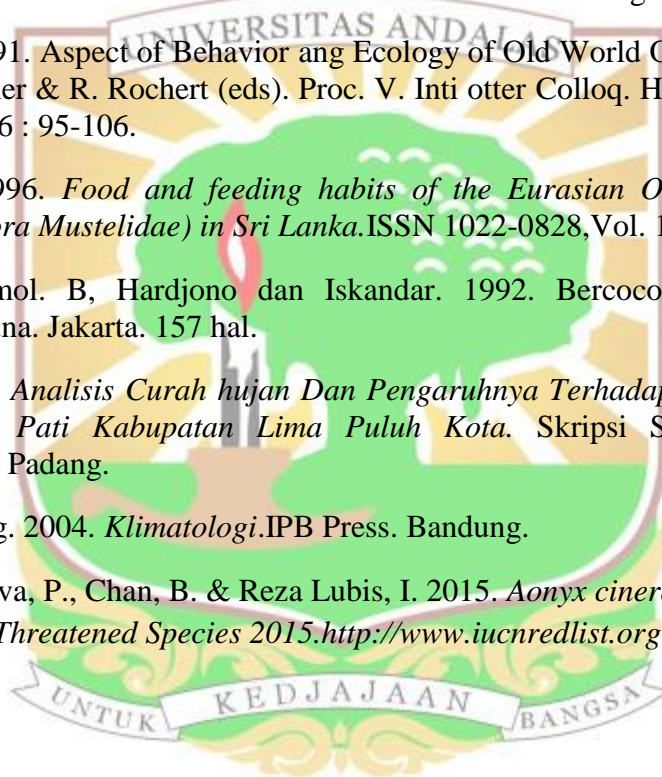 UNIVERSITAS ANDALAS
91. Aspect of Behavior ang Ecology of Old World O
er & R. Rochert (eds). Proc. V. Inti otter Colloq. H
6 : 95-106.
996. Food and feeding habits of the Eurasian O
ra Mustelidae) in Sri Lanka.ISSN 1022-0828,Vol. 1
mol. B, Hardjono dan Iskandar. 1992. Bercoco
na. Jakarta. 157 hal.
Analisis Curah hujan Dan Pengaruhnya Terhadap
Pati Kabupatan Lima Puluh Kota. Skripsi S
Padang.
g. 2004. Klimatologi.IPB Press. Bandung.
va, P., Chan, B. & Reza Lubis, I. 2015. Aonyx ciner
Threatened Species 2015.http://www.iucnredlist.org
UNTUK KEDJAJAAN BANGSA